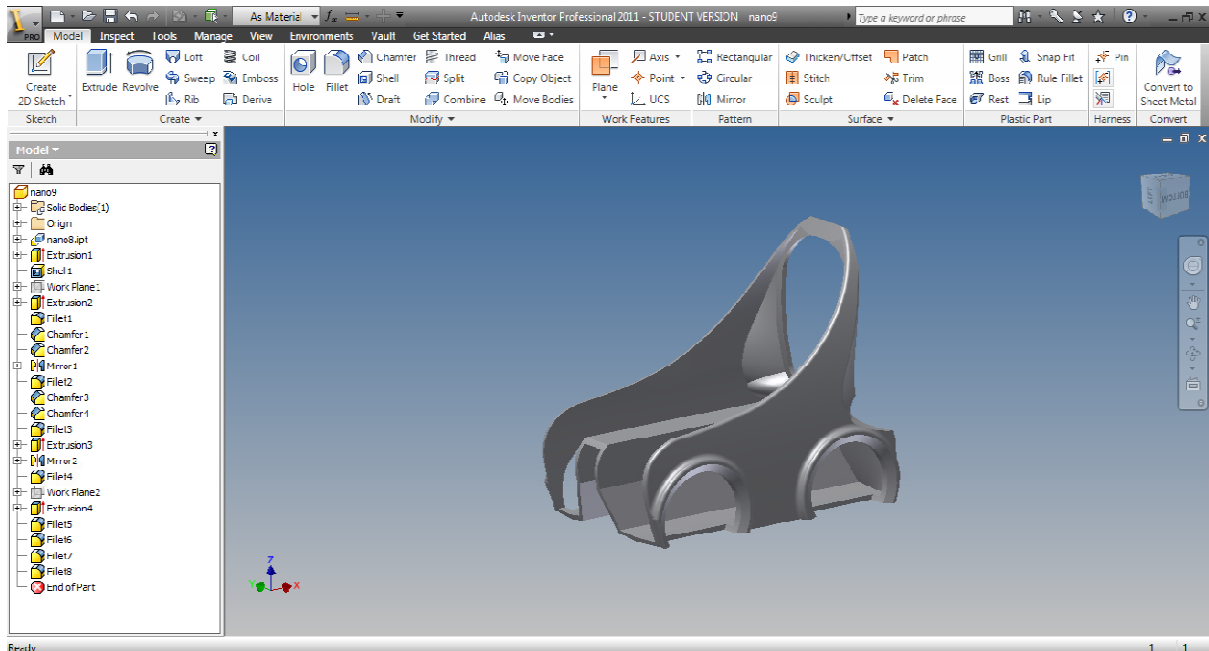 As Material
Autodesk Inventor Professional 2011 - STUDENT VERSION nano9
Type a keyword or phrase
PRO Model Inspect Tools Manage View Environments Vault Get Started Alias
Create 2D Sketch
Extrude Revolve
Loft Coil
Sweep Emboss
Rib Derive
Hole Fillet
Chamfer Thread Move Face
Shell Split Copy Object
Draft Combine Move Bodies
Plane
Axis
Point
UCS
Rectangular
Circular
Mirror
Thicken/Offset Patch
Stitch Trim
Sculpt Delete Face
Grill Snap Fit
Boss Rule Fillet
Rest Lip
Pin
Convert to Sheet Metal
Sketch Create Modify Work Features Pattern Surface Plastic Part Harness Convert
Model
nano9
Solid Bodies(1)
Origin
nano8.ipt
Extrusion1
Shell1
Work Plane1
Extrusion2
Fillet1
Chamfer1
Chamfer2
Mirror1
Fillet2
Chamfer3
Chamfer4
Fillet3
Extrusion3
Mirror2
Fillet4
Work Plane2
Extrusion4
Fillet5
Fillet6
Fillet7
Fillet8
End of Part
LEFT BOTTOM
Z
Y X
Ready 1 1